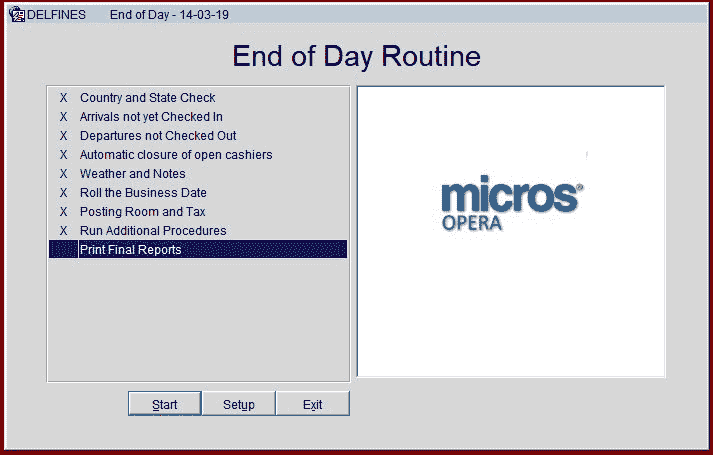 DELFINES End of Day - 14-03-19
End of Day Routine
X Country and State Check
X Arrivals not yet Checked In
X Departures not Checked Out
X Automatic closure of open cashiers
X Weather and Notes
X Roll the Business Date
X Posting Room and Tax
X Run Additional Procedures
Print Final Reports
micros®
OPERA
Start Setup Exit